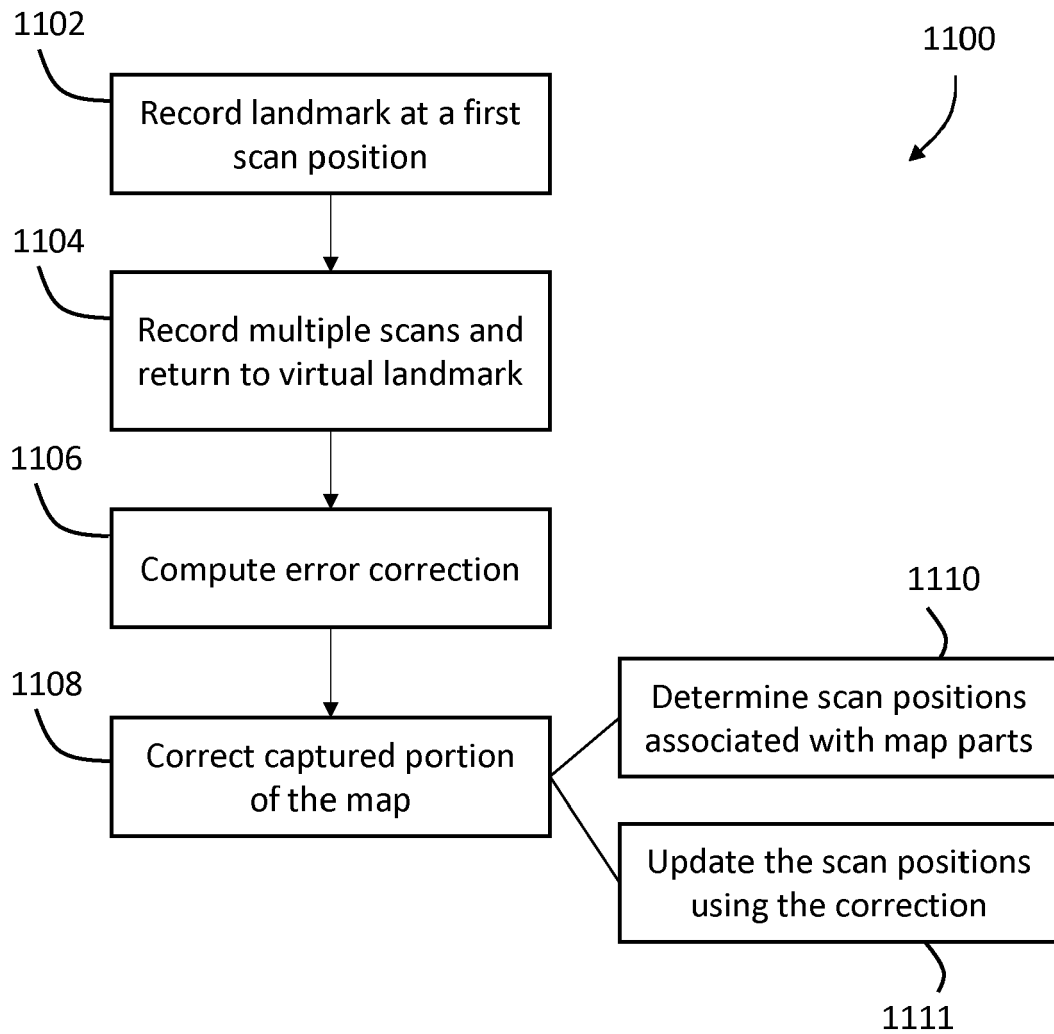 1102
1100
Record landmark at a first
scan position
1104
Record multiple scans and
return to virtual landmark
1106
Compute error correction
1110
1108
Determine scan positions
associated with map parts
Correct captured portion
of the map
Update the scan positions
using the correction
1111